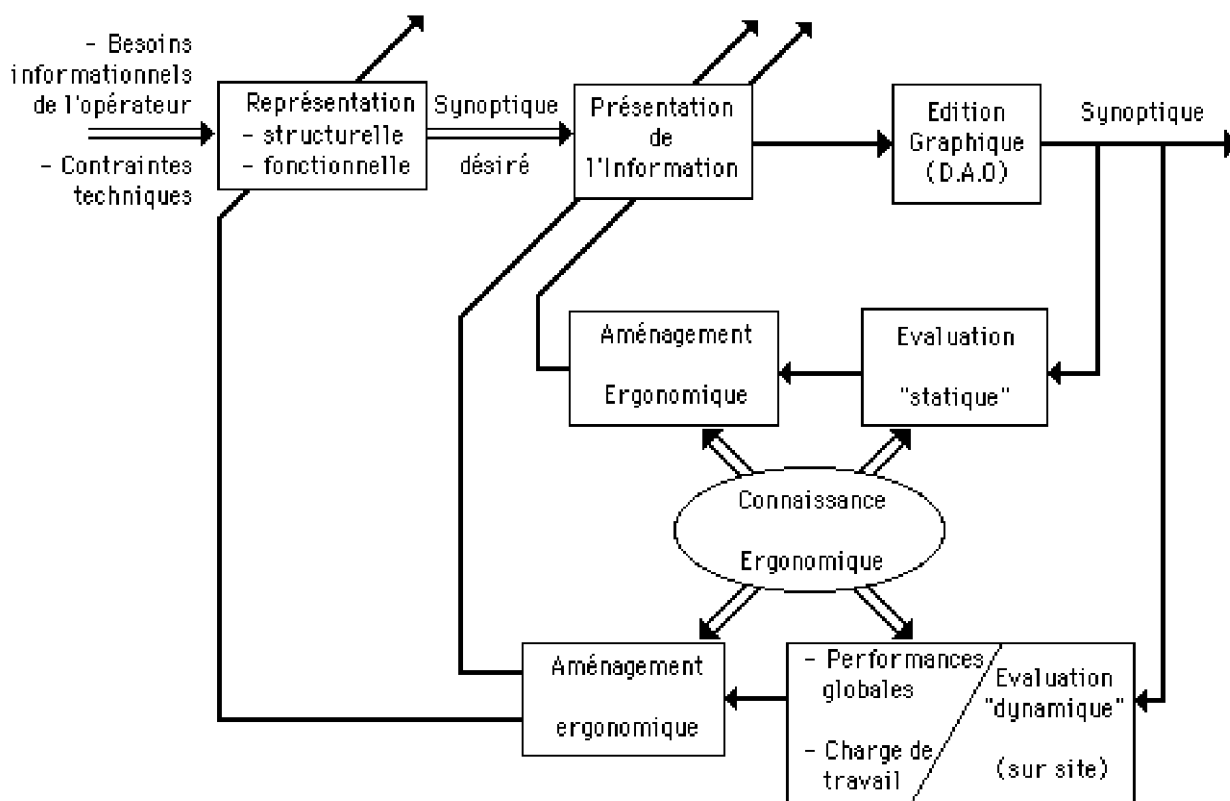 - Besoins
informationnels
de l'opérateur
- Contraintes
techniques
Représentation
- structurelle
- fonctionnelle
Synoptique
désiré
Présentation
de
l'Information
Edition
Graphique
(D.A.O)
Synoptique
Aménagement
Ergonomique
Evaluation
"statique"
Connaissance
Ergonomique
Aménagement
ergonomique
- Performances
globales
- Charge de
travail
Evaluation
"dynamique"
(sur site)